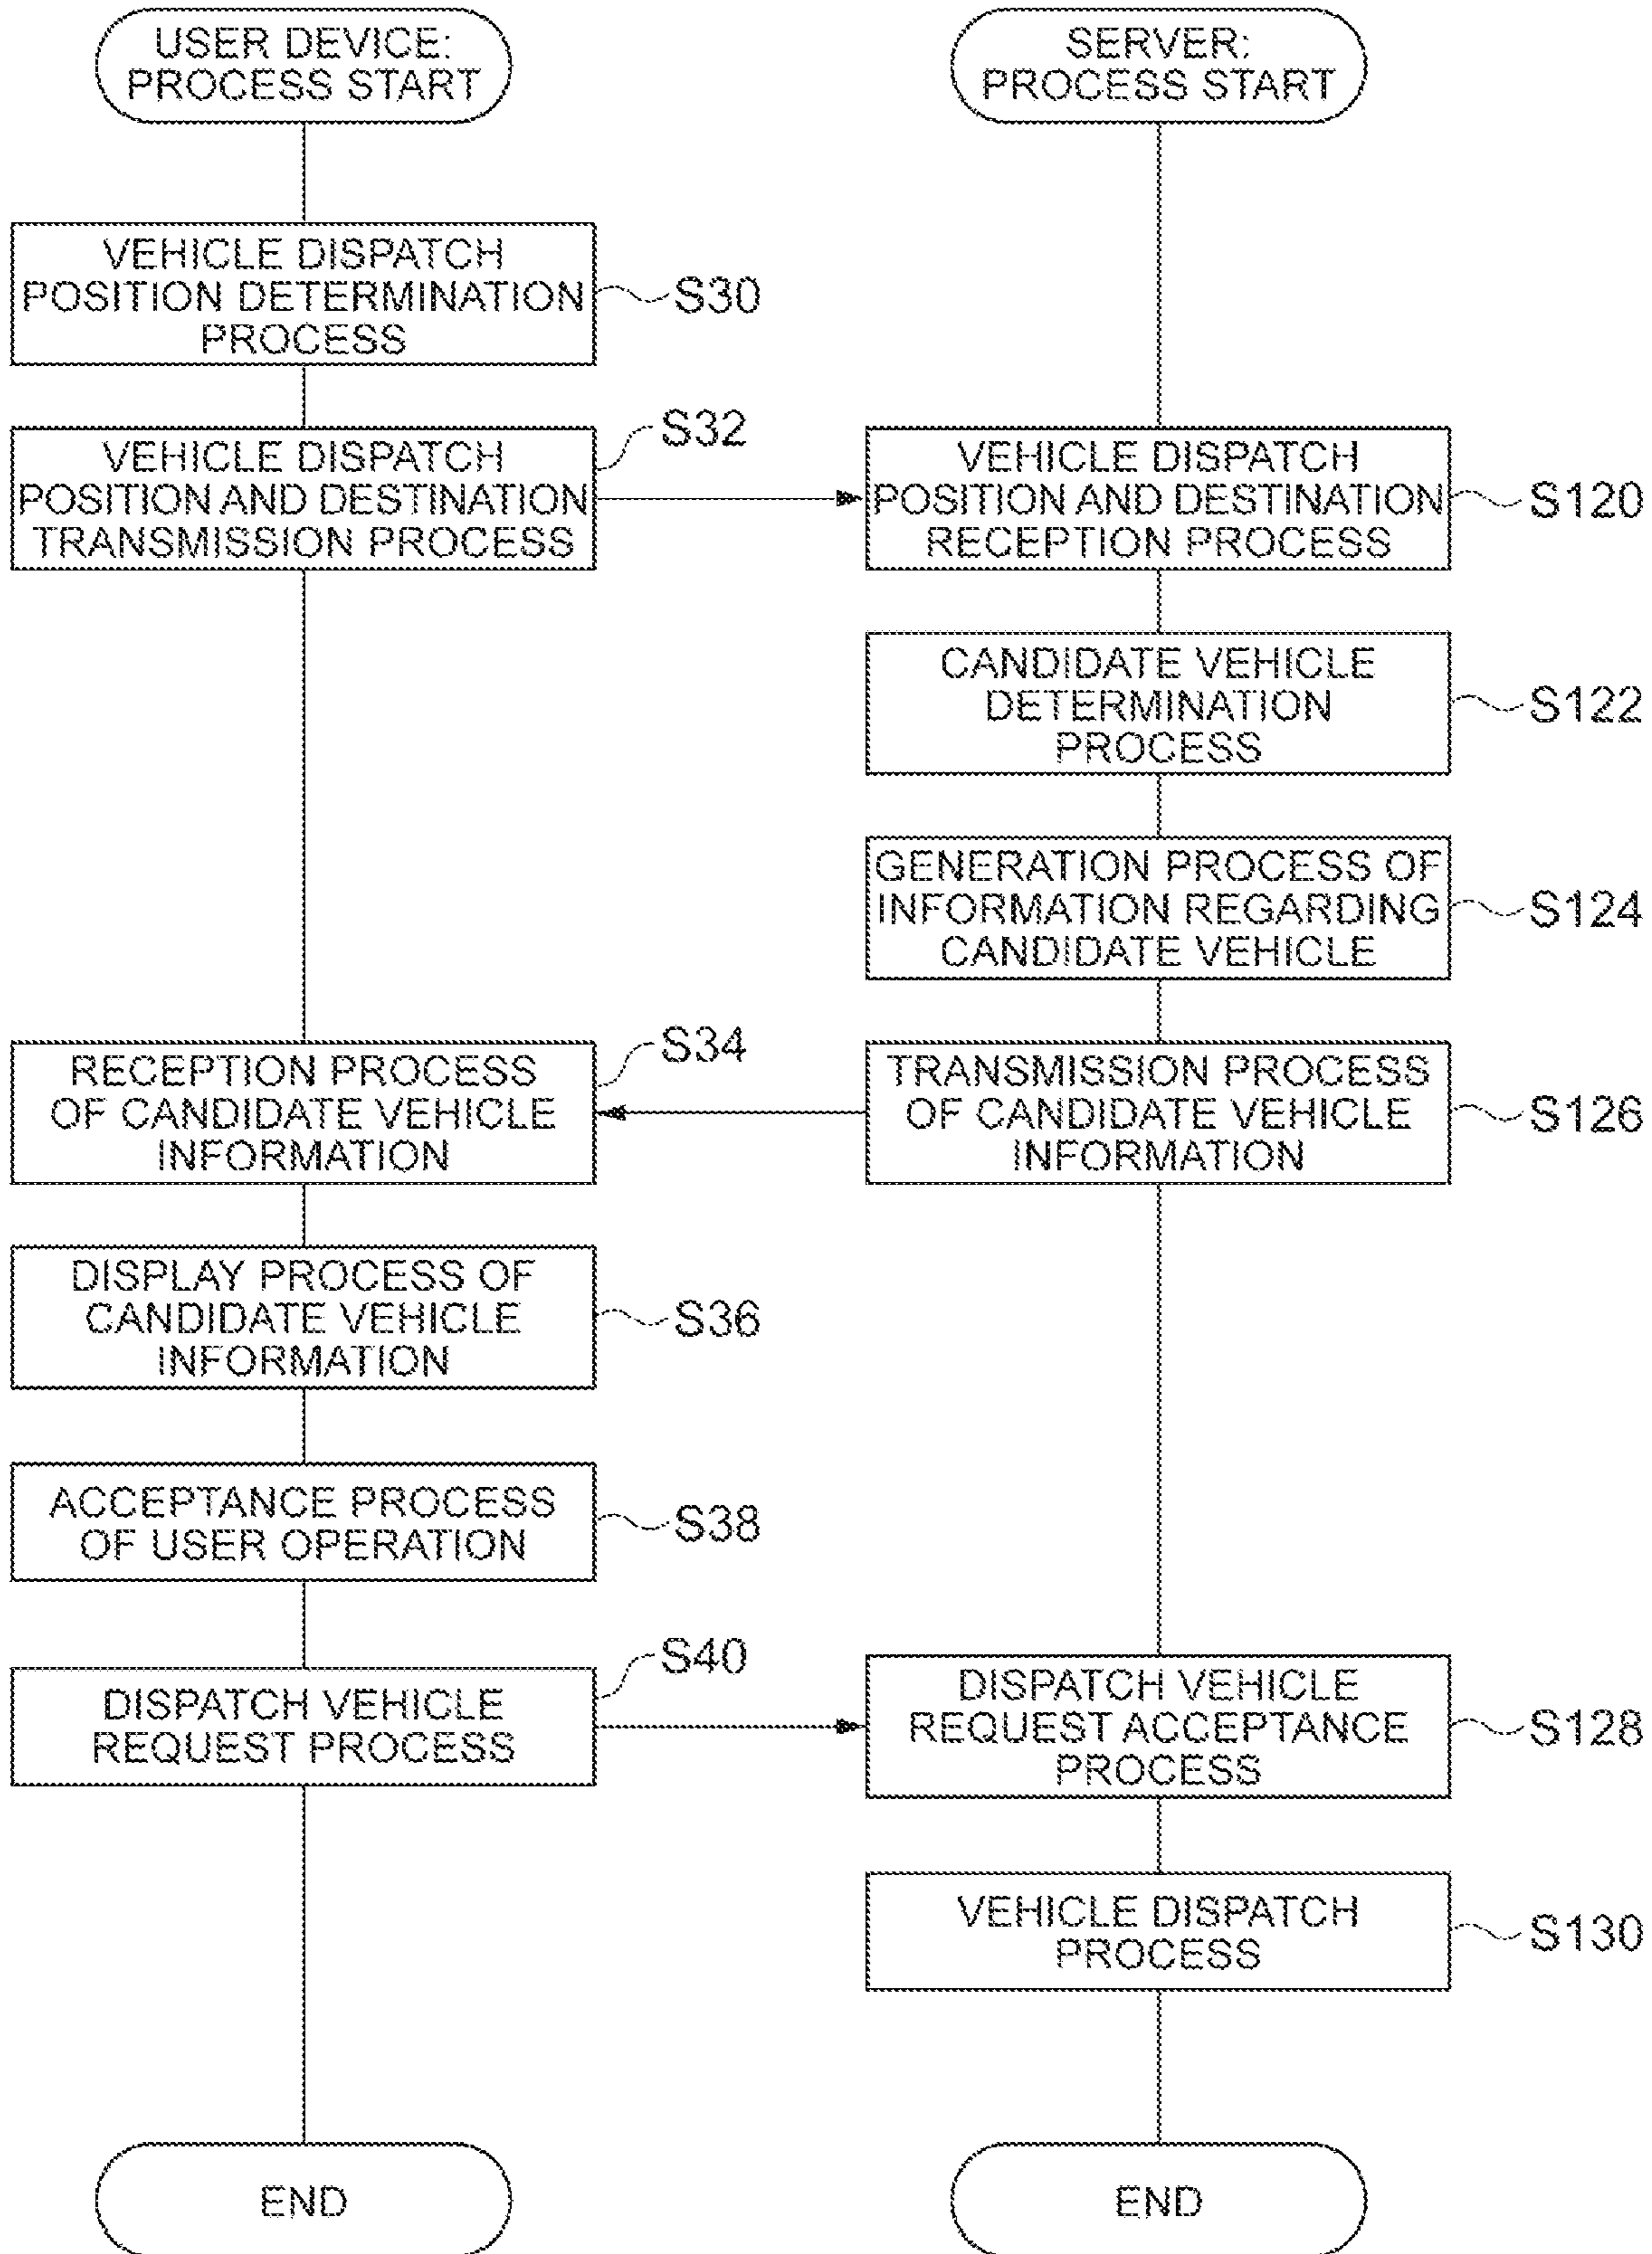 USER DEVICE:
PROCESS START
VEHICLE DISPATCH
POSITION DETERMINATION
PROCESS
S30
VEHICLE DISPATCH
POSITION AND DESTINATION
TRANSMISSION PROCESS
S32
RECEPTION PROCESS
OF CANDIDATE VEHICLE
INFORMATION
S34
DISPLAY PROCESS OF
CANDIDATE VEHICLE
INFORMATION
S36
ACCEPTANCE PROCESS
OF USER OPERATION
S38
DISPATCH VEHICLE
REQUEST PROCESS
S40
END
SERVER:
PROCESS START
VEHICLE DISPATCH
POSITION AND DESTINATION
RECEPTION PROCESS
S120
CANDIDATE VEHICLE
DETERMINATION
PROCESS
S122
GENERATION PROCESS OF
INFORMATION REGARDING
CANDIDATE VEHICLE
S124
TRANSMISSION PROCESS
OF CANDIDATE VEHICLE
INFORMATION
S126
DISPATCH VEHICLE
REQUEST ACCEPTANCE
PROCESS
S128
VEHICLE DISPATCH
PROCESS
S130
END